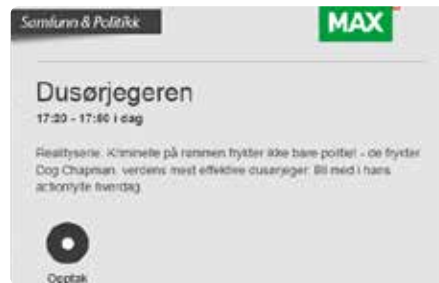 Samfunn & Politikk
MAX
Dusørjegeren
17:20 - 17:50 i dag
Realityserie. Kriminelle på rømmen frykter ikke bare politiet - de frykter
Dog Chapman, verdens mest effektive dusørjeger. Bli med i hans
actionfylte hverdag.
Opptak